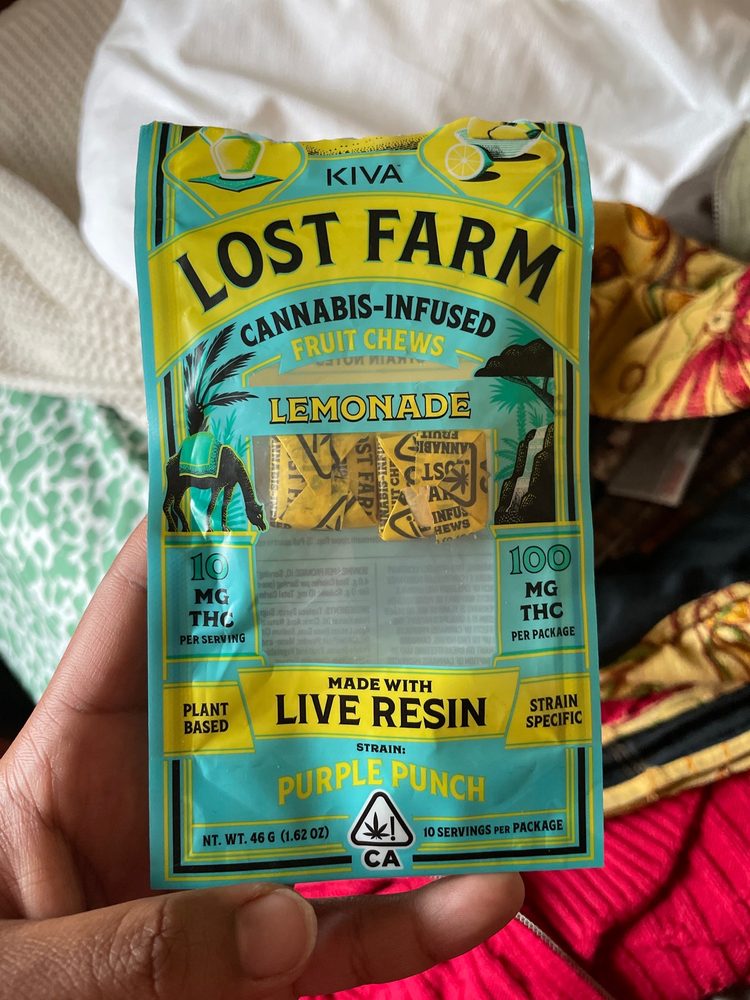 KIVA
LOST FARM
CANNABIS-INFUSED
FRUIT CHEWS
LEMONADE
10
MG
THC
PER SERVING
100
MG
THC
PER PACKAGE
MADE WITH
LIVE RESIN
PLANT
BASED
STRAIN
SPECIFIC
STRAIN:
PURPLE PUNCH
NT. WT. 46 G (1.62 OZ)
10 SERVINGS PER PACKAGE
!
CA